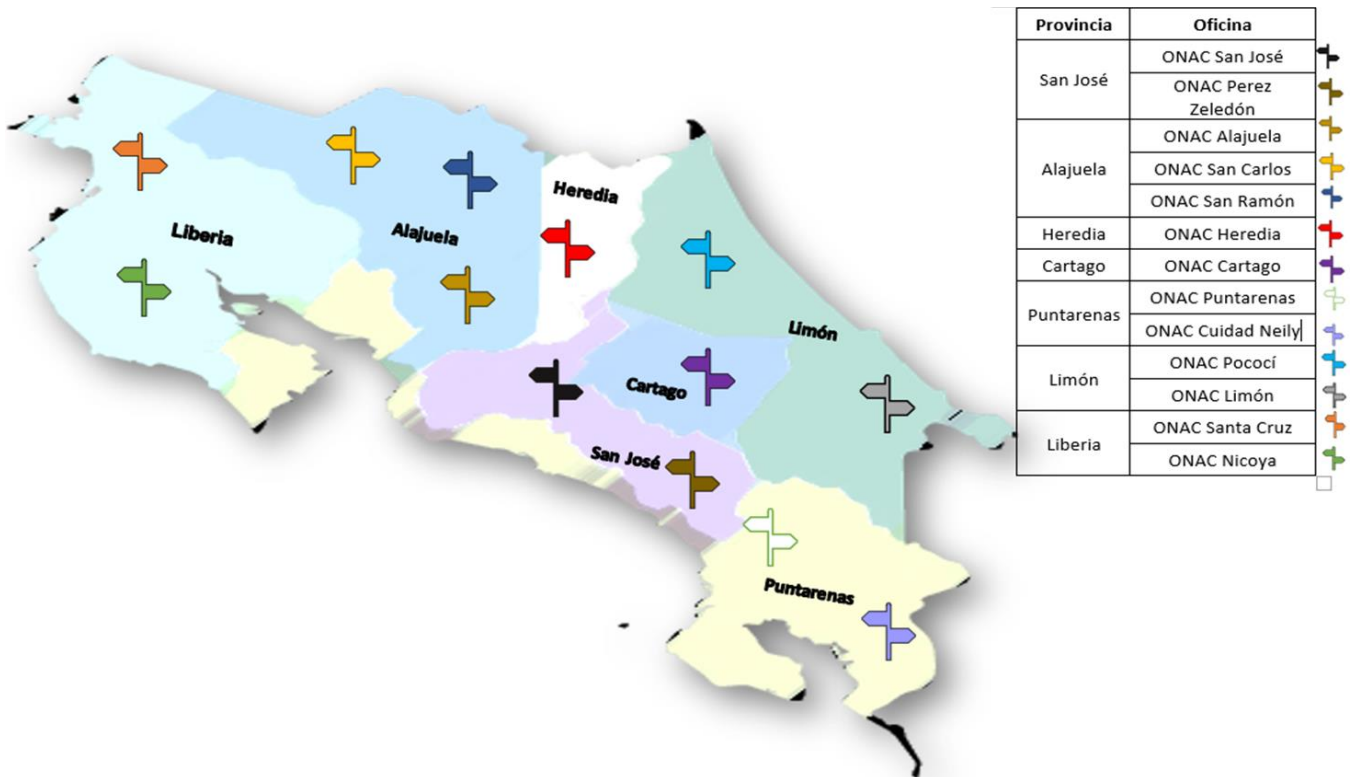 Provincia Oficina
San José
ONAC San José
ONAC Perez
Zeledón
Alajuela
ONAC Alajuela
ONAC San Carlos
ONAC San Ramón
Heredia ONAC Heredia
Cartago ONAC Cartago
Puntarenas
ONAC Puntarenas
ONAC Cuidad Neily
Limón
ONAC Pococí
ONAC Limón
Liberia
ONAC Santa Cruz
ONAC Nicoya
Heredia
Liberia
Alajuela
Limón
Cartago
San José
Puntarenas